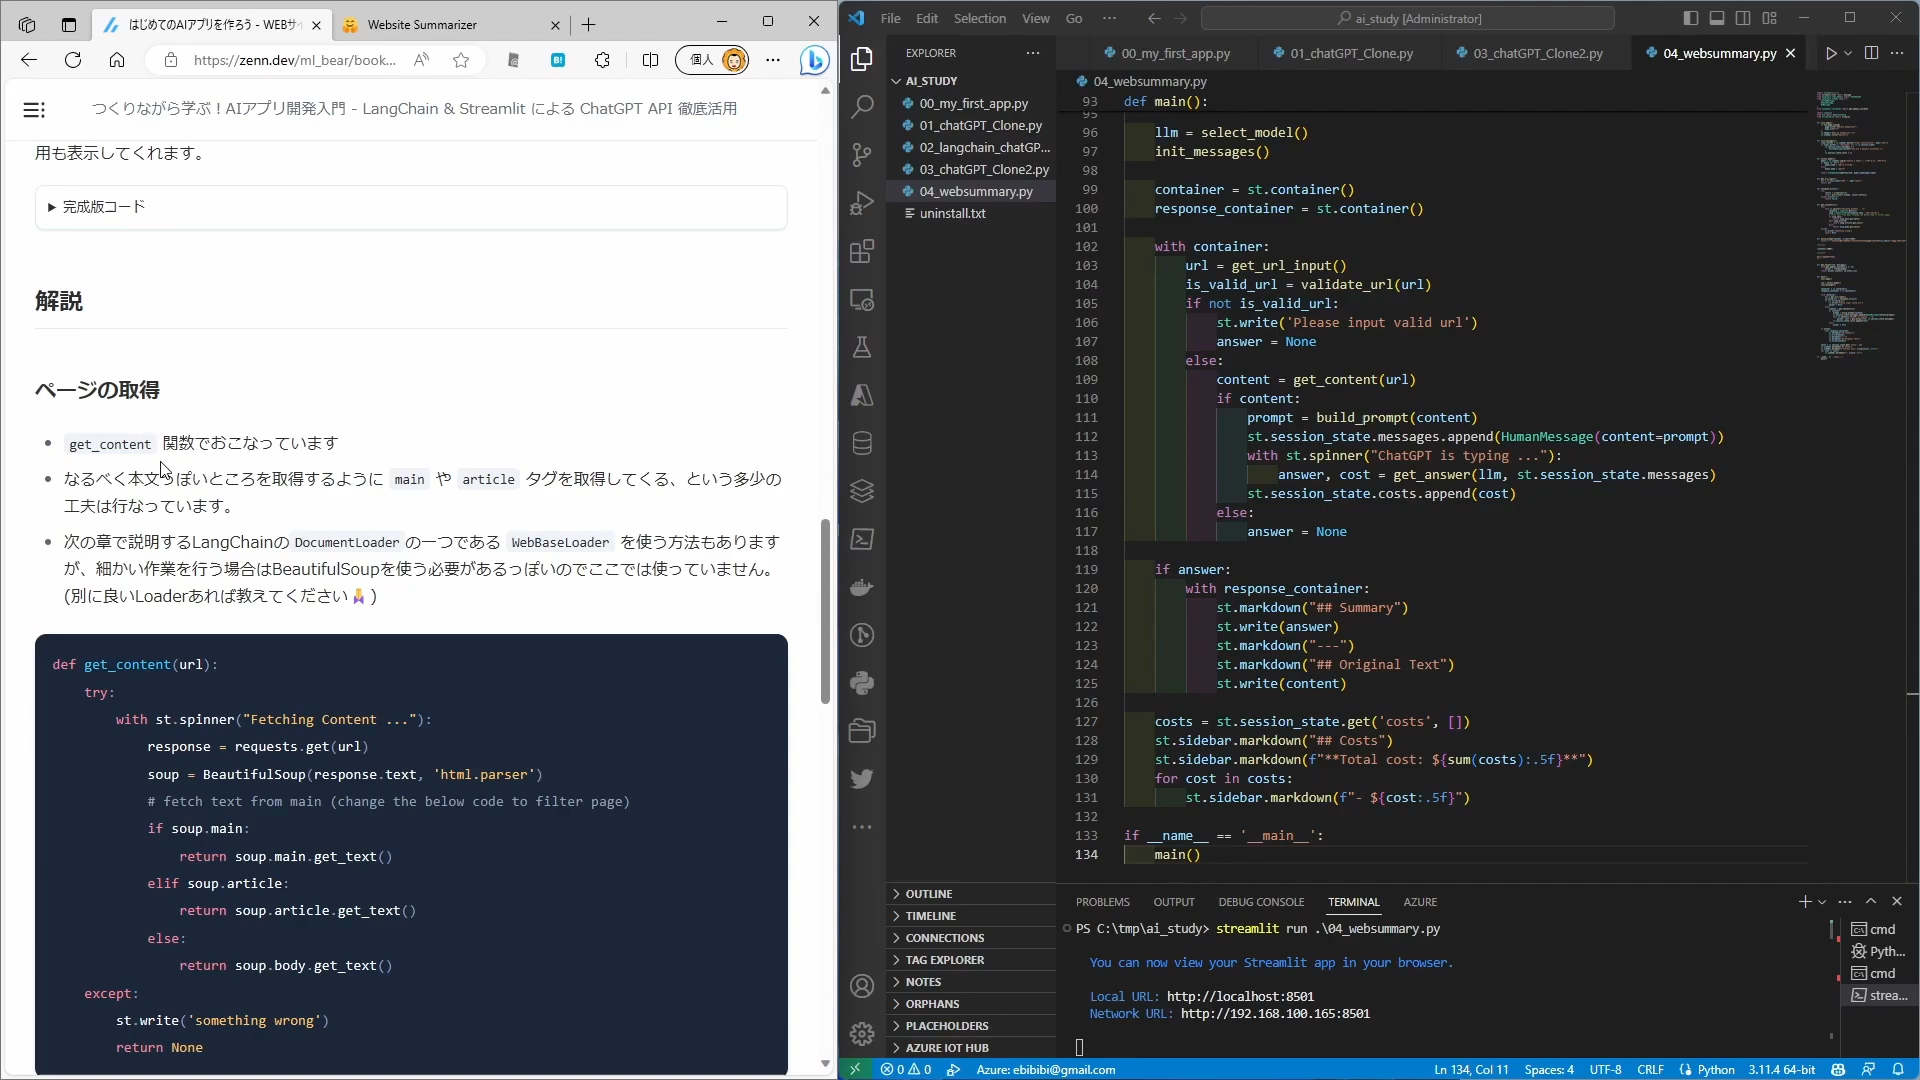 はじめてのAIアプリを作ろう - WEBサイ
Website Summarizer
https://zenn.dev/ml_bear/book...
個人
つくりながら学ぶ！AIアプリ開発入門 - LangChain & Streamlit による ChatGPT API 徹底活用
用も表示してくれます。
▶ 完成版コード
解説
ページの取得
• get_content 関数でおこなっています
• なるべく本文っぽいところを取得するように main や article タグを取得してくる、という多少の
工夫は行なっています。
• 次の章で説明するLangChainの DocumentLoader の一つである WebBaseLoader を使う方法もあります
が、細かい作業を行う場合はBeautifulSoupを使う必要があるっぽいのでここでは使っていません。
(別に良いLoaderあれば教えてください🙏)
def get_content(url):
try:
with st.spinner("Fetching Content ..."):
response = requests.get(url)
soup = BeautifulSoup(response.text, 'html.parser')
# fetch text from main (change the below code to filter page)
if soup.main:
return soup.main.get_text()
elif soup.article:
return soup.article.get_text()
else:
return soup.body.get_text()
except:
st.write('something wrong')
return None
File Edit Selection View Go ...
ai_study [Administrator]
EXPLORER
AI_STUDY
00_my_first_app.py
01_chatGPT_Clone.py
02_langchain_chatGP...
03_chatGPT_Clone2.py
04_websummary.py
uninstall.txt
OUTLINE
TIMELINE
CONNECTIONS
TAG EXPLORER
NOTES
ORPHANS
PLACEHOLDERS
AZURE IOT HUB
00_my_first_app.py 01_chatGPT_Clone.py 03_chatGPT_Clone2.py 04_websummary.py
04_websummary.py
93 def main():
95
96 llm = select_model()
97 init_messages()
98
99 container = st.container()
100 response_container = st.container()
101
102 with container:
103 url = get_url_input()
104 is_valid_url = validate_url(url)
105 if not is_valid_url:
106 st.write('Please input valid url')
107 answer = None
108 else:
109 content = get_content(url)
110 if content:
111 prompt = build_prompt(content)
112 st.session_state.messages.append(HumanMessage(content=prompt))
113 with st.spinner("ChatGPT is typing ..."):
114 answer, cost = get_answer(llm, st.session_state.messages)
115 st.session_state.costs.append(cost)
116 else:
117 answer = None
118
119 if answer:
120 with response_container:
121 st.markdown("## Summary")
122 st.write(answer)
123 st.markdown("---")
124 st.markdown("## Original Text")
125 st.write(content)
126
127 costs = st.session_state.get('costs', [])
128 st.sidebar.markdown("## Costs")
129 st.sidebar.markdown(f"**Total cost: ${sum(costs):.5f}**")
130 for cost in costs:
131 st.sidebar.markdown(f"- ${cost:.5f}")
132
133 if __name__ == '__main__':
134 main()
PROBLEMS OUTPUT DEBUG CONSOLE TERMINAL AZURE
PS C:\tmp\ai_study> streamlit run .\04_websummary.py
You can now view your Streamlit app in your browser.
Local URL: http://localhost:8501
Network URL: http://192.168.100.165:8501
cmd
Pyth...
cmd
strea...
0 0 Azure: ebibibi@gmail.com Ln 134, Col 11 Spaces: 4 UTF-8 CRLF Python 3.11.4 64-bit